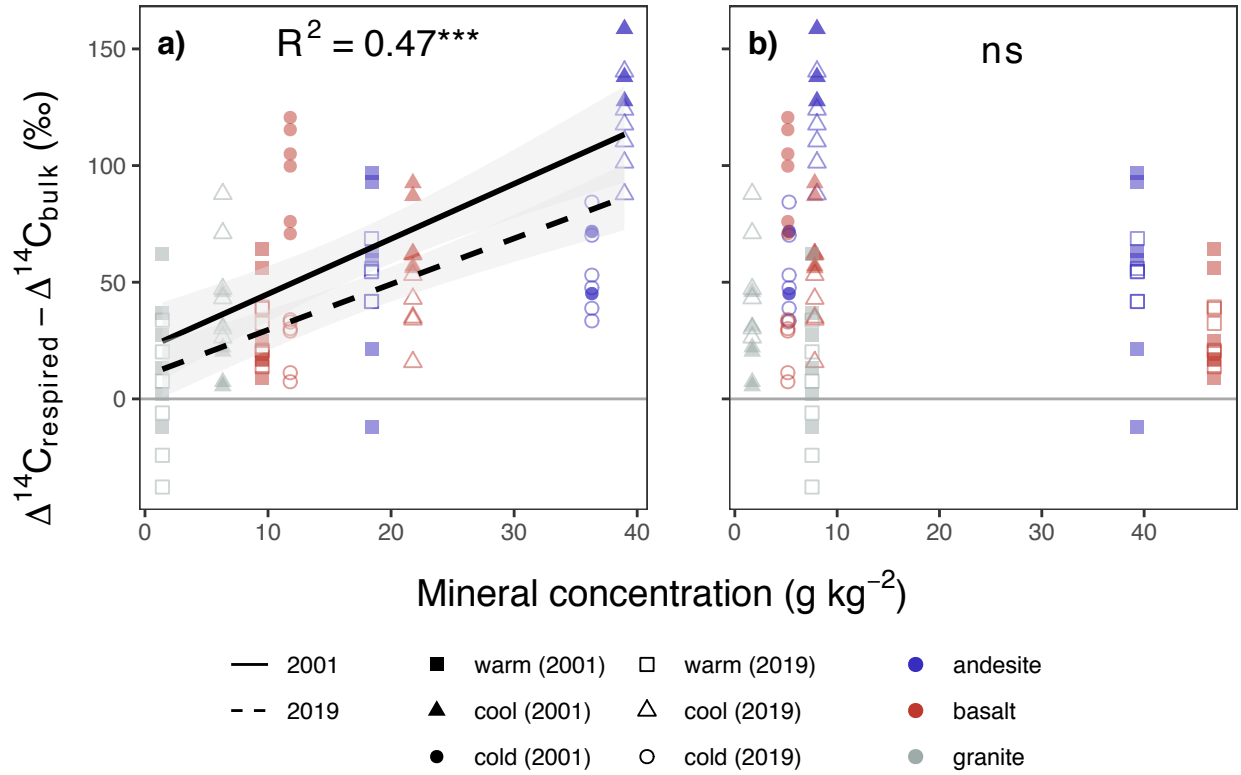 a) R² = 0.47***
b) ns
Δ¹⁴Crespired − Δ¹⁴Cbulk (‰)
150
100
50
0
0 10 20 30 40
0 10 20 30 40
Mineral concentration (g kg⁻²)
2001 warm (2001) warm (2019) andesite
2019 cool (2001) cool (2019) basalt
cold (2001) cold (2019) granite